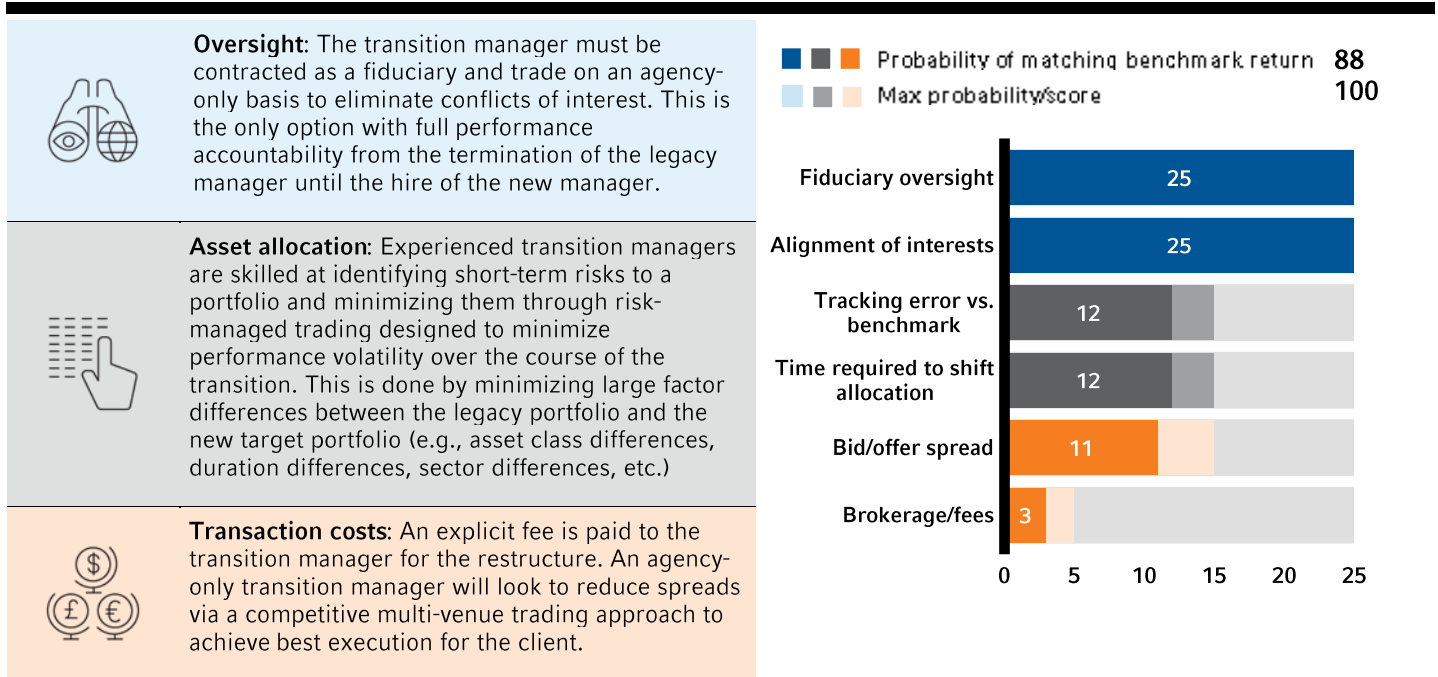 Oversight: The transition manager must be
contracted as a fiduciary and trade on an agency-
only basis to eliminate conflicts of interest. This is
the only option with full performance
accountability from the termination of the legacy
manager until the hire of the new manager.
Asset allocation: Experienced transition managers
are skilled at identifying short-term risks to a
portfolio and minimizing them through risk-
managed trading designed to minimize
performance volatility over the course of the
transition. This is done by minimizing large factor
differences between the legacy portfolio and the
new target portfolio (e.g., asset class differences,
duration differences, sector differences, etc.)
$
£ €
Transaction costs: An explicit fee is paid to the
transition manager for the restructure. An agency-
only transition manager will look to reduce spreads
via a competitive multi-venue trading approach to
achieve best execution for the client.
Probability of matching benchmark return 88
Max probability/score 100
Fiduciary oversight 25
Alignment of interests 25
Tracking error vs.
benchmark 12
Time required to shift
allocation 12
Bid/offer spread 11
Brokerage/fees 3
0 5 10 15 20 25